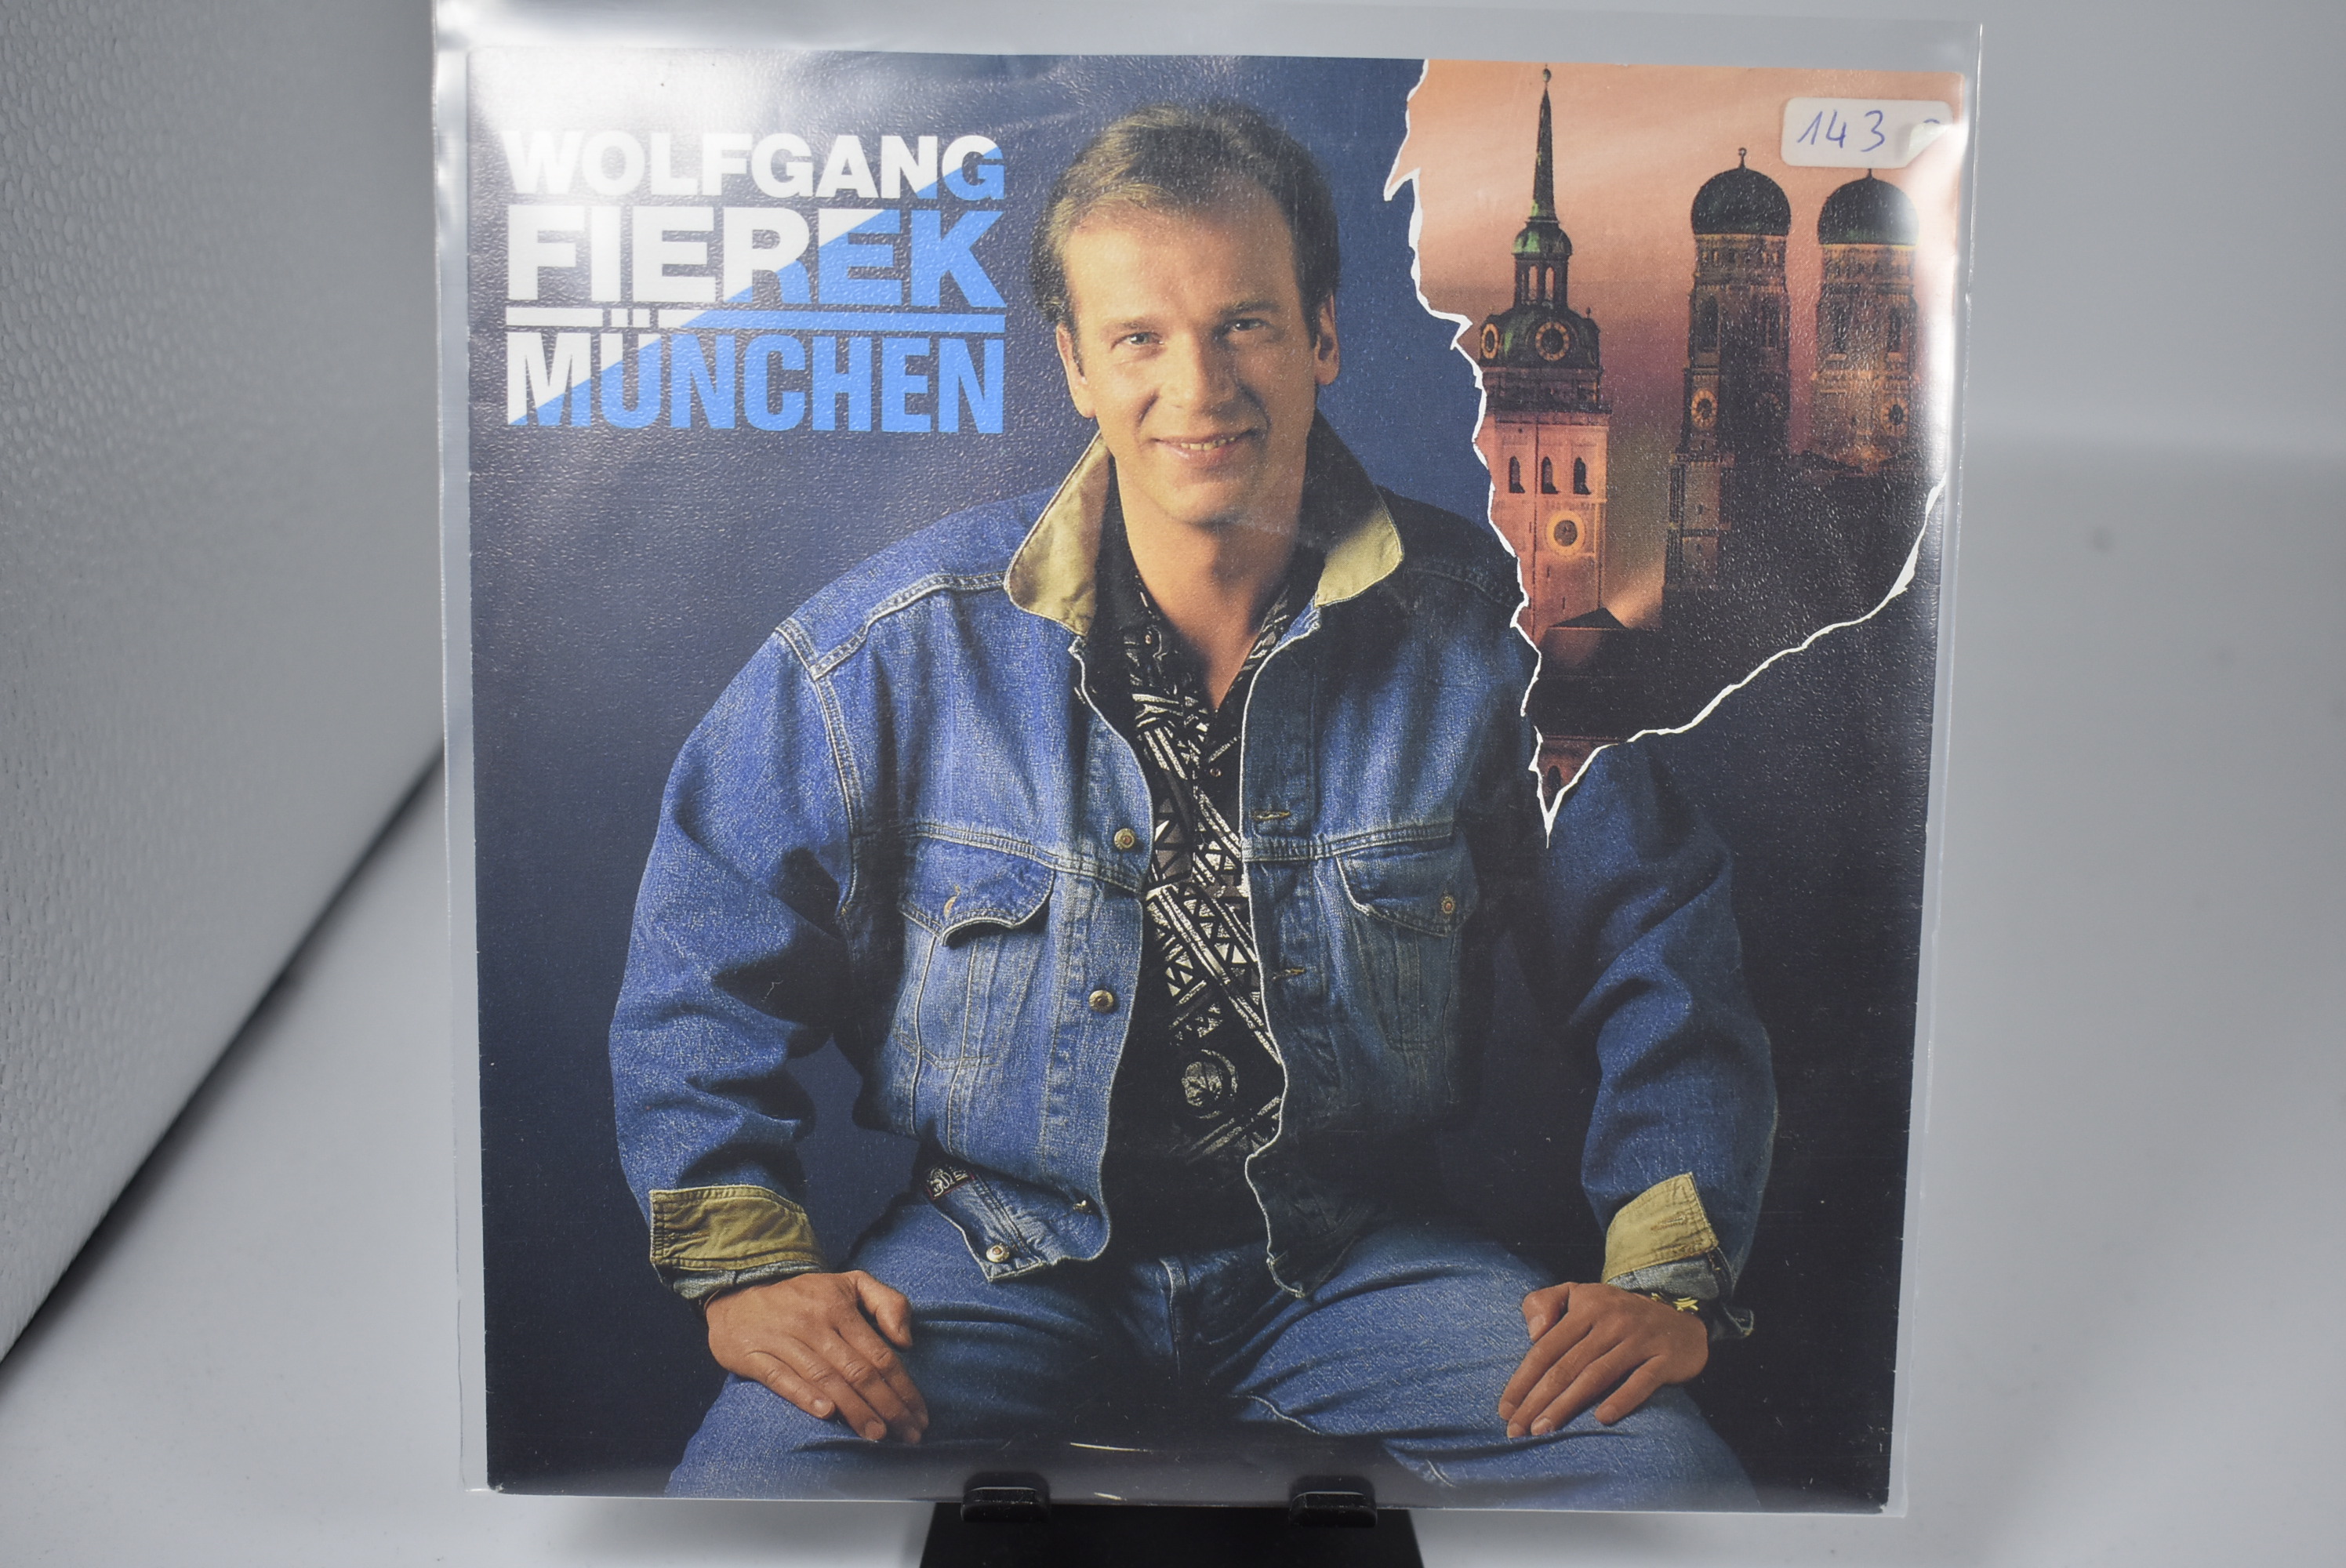 WOLFGANG
FIEREK
MÜNCHEN
143